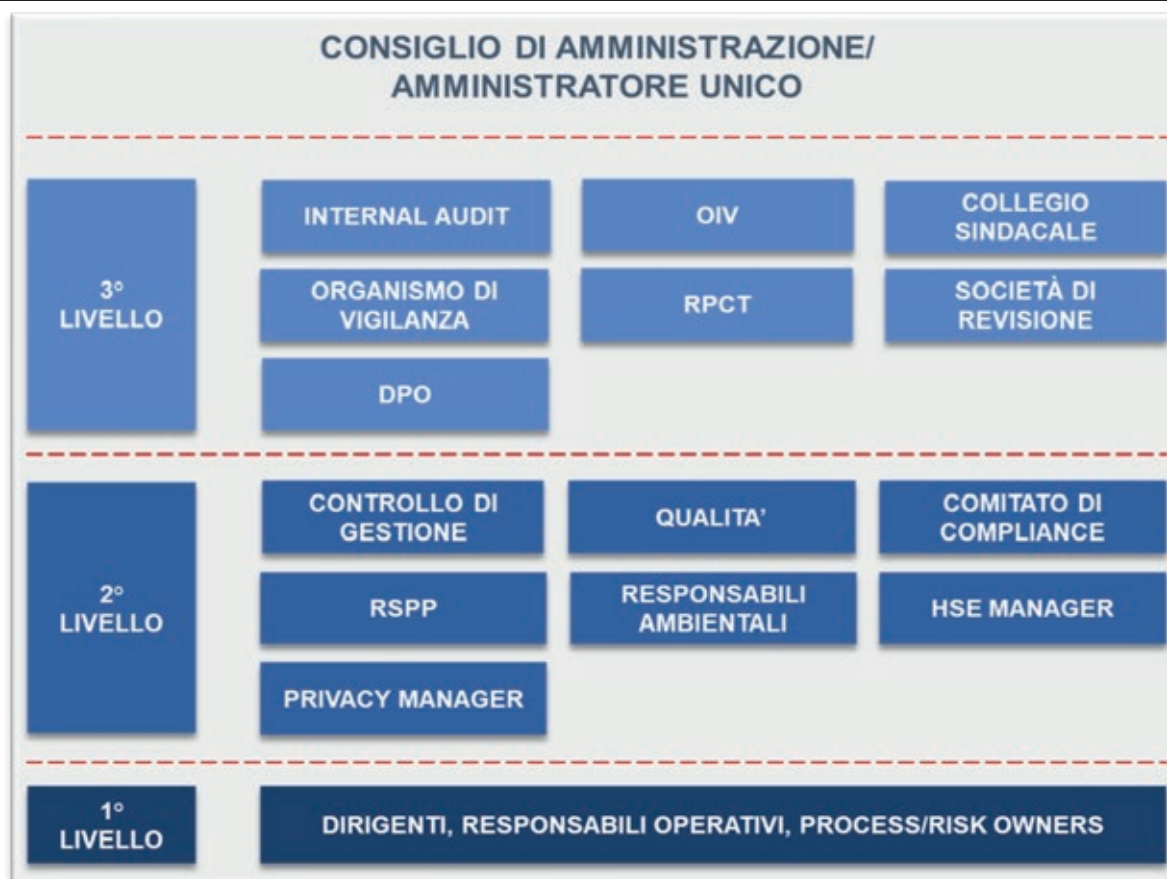 CONSIGLIO DI AMMINISTRAZIONE/
AMMINISTRATORE UNICO
3°
LIVELLO
INTERNAL AUDIT
OIV
COLLEGIO
SINDACALE
ORGANISMO DI
VIGILANZA
RPCT
SOCIETÀ DI
REVISIONE
DPO
2°
LIVELLO
CONTROLLO DI
GESTIONE
QUALITA’
COMITATO DI
COMPLIANCE
RSPP
RESPONSABILI
AMBIENTALI
HSE MANAGER
PRIVACY MANAGER
1°
LIVELLO
DIRIGENTI, RESPONSABILI OPERATIVI, PROCESS/RISK OWNERS